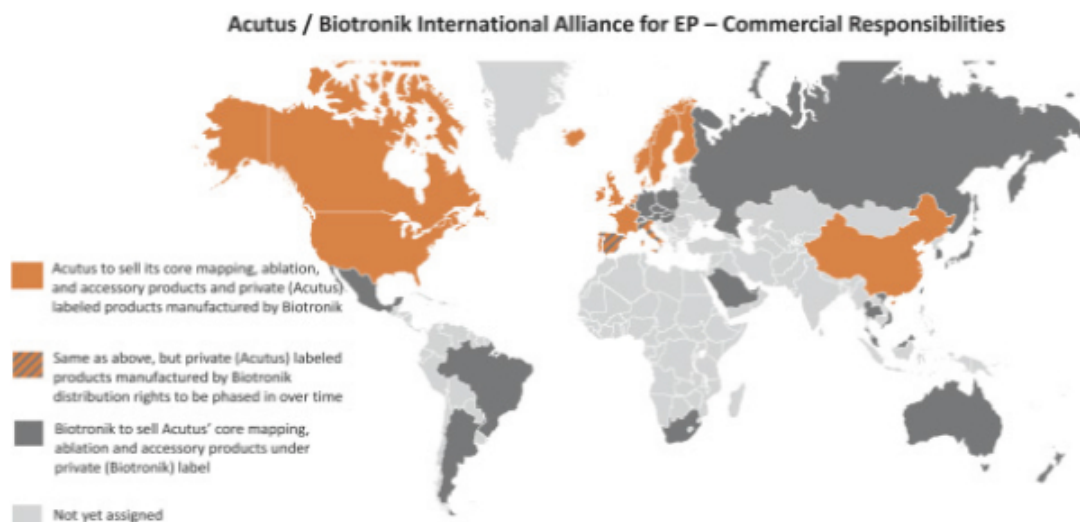 Acutus / Biotronik International Alliance for EP – Commercial Responsibilities
Acutus to sell its core mapping, ablation,
and accessory products and private (Acutus)
labeled products manufactured by Biotronik
Same as above, but private (Acutus) labeled
products manufactured by Biotronik
distribution rights to be phased in over time
Biotronik to sell Acutus’ core mapping,
ablation and accessory products under
private (Biotronik) label
Not yet assigned